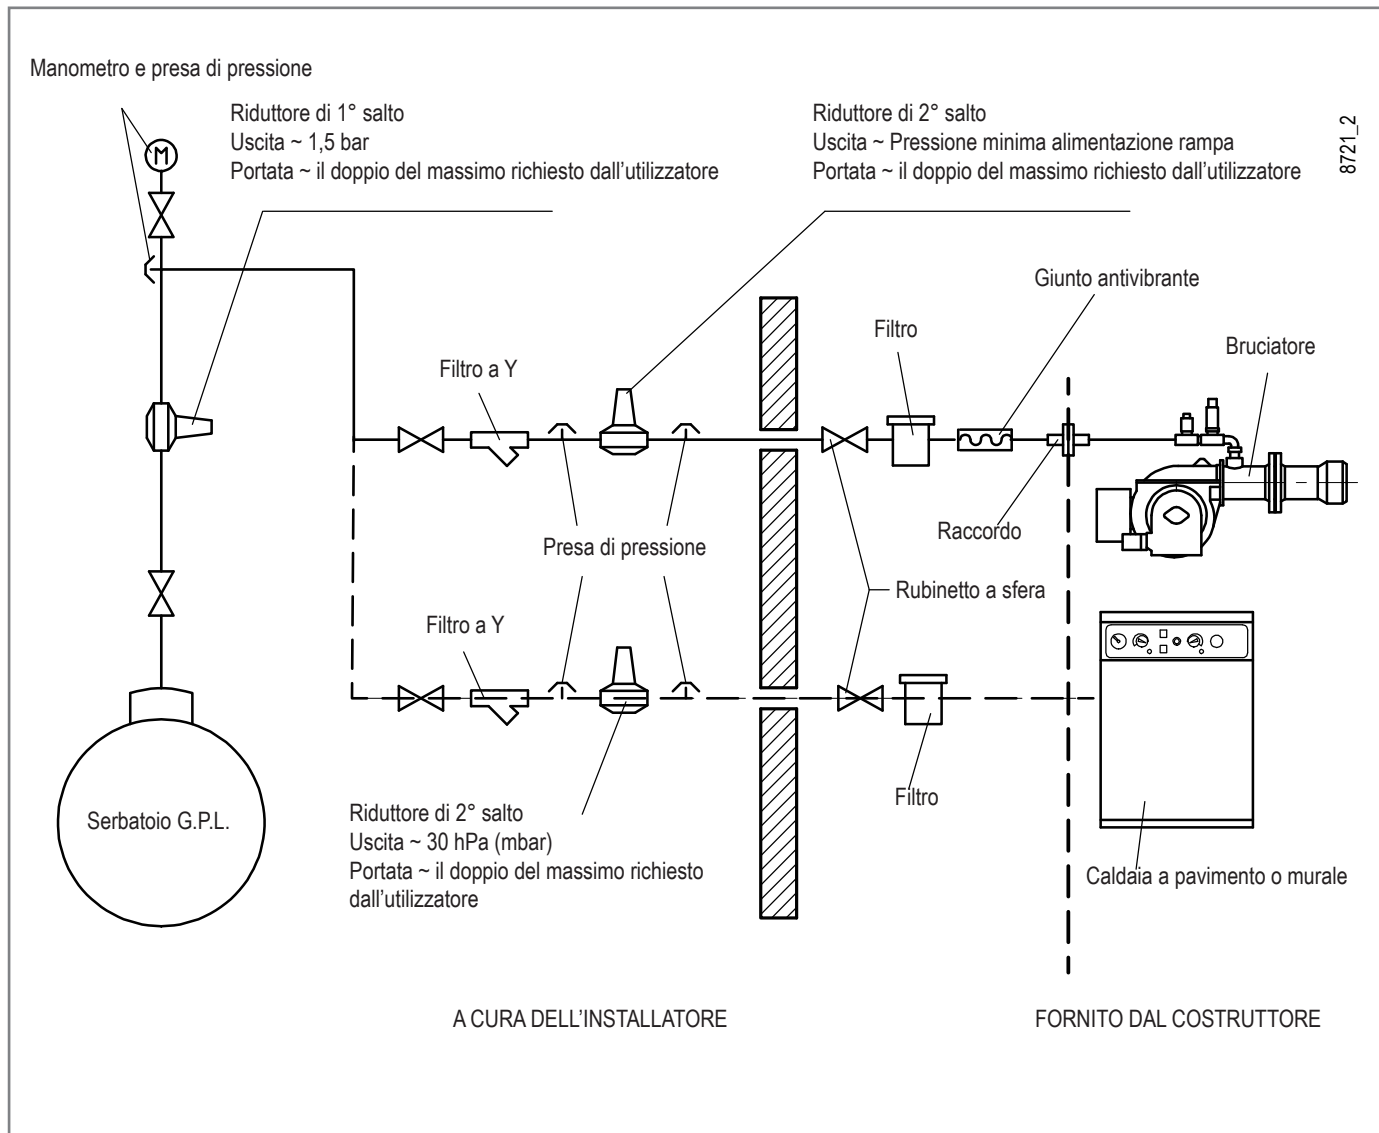 Manometro e presa di pressione
Riduttore di 1° salto
Uscita ~ 1,5 bar
Portata ~ il doppio del massimo richiesto dall'utilizzatore
Riduttore di 2° salto
Uscita ~ Pressione minima alimentazione rampa
Portata ~ il doppio del massimo richiesto dall'utilizzatore
8721_2
M
Giunto antivibrante
Filtro
Bruciatore
Filtro a Y
Raccordo
Presa di pressione
Rubinetto a sfera
Filtro a Y
Serbatoio G.P.L.
Riduttore di 2° salto
Uscita ~ 30 hPa (mbar)
Portata ~ il doppio del massimo richiesto
dall'utilizzatore
Filtro
Caldaia a pavimento o murale
A CURA DELL'INSTALLATORE
FORNITO DAL COSTRUTTORE